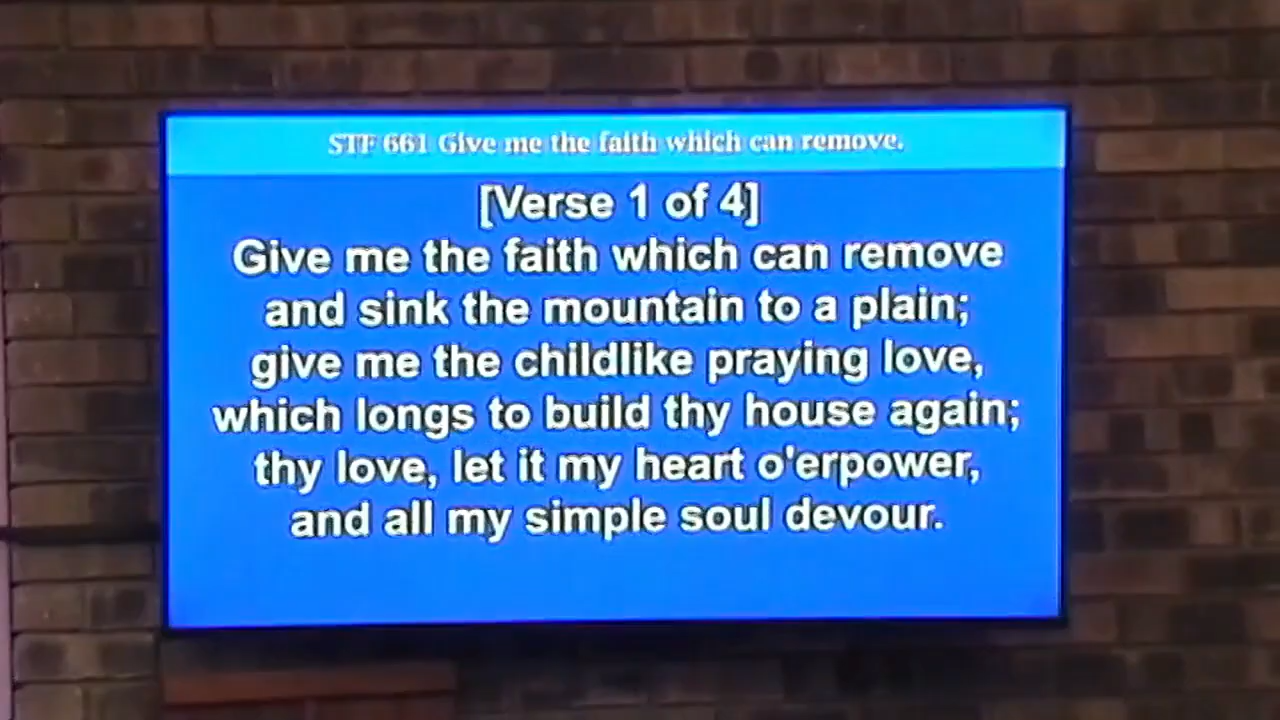 STF 661 Give me the faith which can remove.
[Verse 1 of 4]
Give me the faith which can remove
and sink the mountain to a plain;
give me the childlike praying love,
which longs to build thy house again;
thy love, let it my heart o'erpower,
and all my simple soul devour.